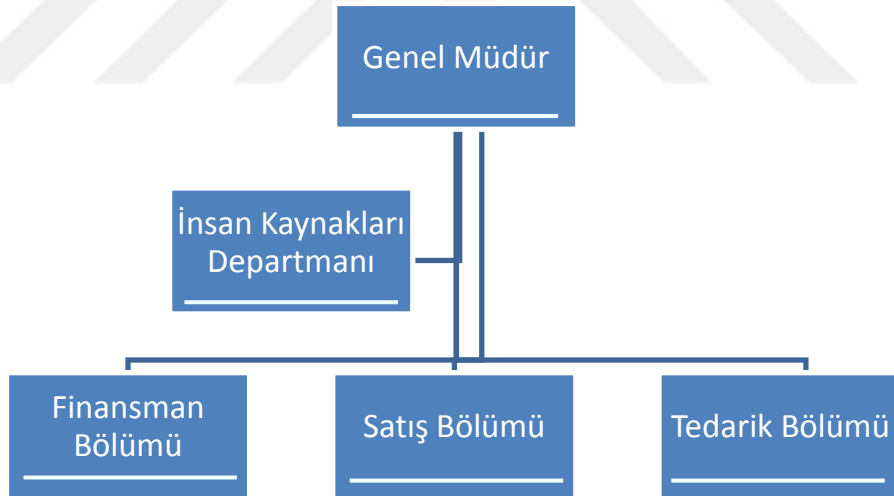 Genel Müdür
İnsan Kaynakları
Departmanı
Finansman
Bölümü
Satış Bölümü
Tedarik Bölümü